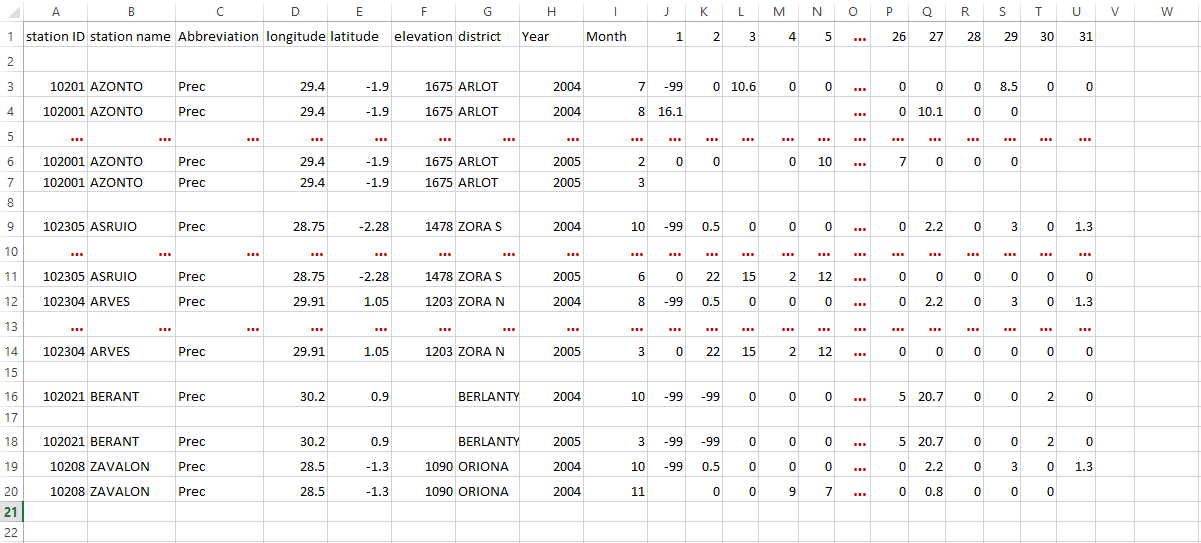 A B C D E F G H I J K L M N O P Q R S T U V W
1 station ID station name Abbreviation longitude latitude elevation district Year Month 1 2 3 4 5 ... 26 27 28 29 30 31
2
3 10201 AZONTO Prec 29.4 -1.9 1675 ARLOT 2004 7 -99 0 10.6 0 0 ... 0 0 0 8.5 0 0
4 102001 AZONTO Prec 29.4 -1.9 1675 ARLOT 2004 8 16.1 ... 0 10.1 0 0
5 ... ... ... ... ... ... ... ... ... ... ... ... ... ... ... ... ... ... ... ... ...
6 102001 AZONTO Prec 29.4 -1.9 1675 ARLOT 2005 2 0 0 0 10 ... 7 0 0 0
7 102001 AZONTO Prec 29.4 -1.9 1675 ARLOT 2005 3
8
9 102305 ASRUIO Prec 28.75 -2.28 1478 ZORA S 2004 10 -99 0.5 0 0 0 ... 0 2.2 0 3 0 1.3
10 ... ... ... ... ... ... ... ... ... ... ... ... ... ... ... ... ... ... ... ... ...
11 102305 ASRUIO Prec 28.75 -2.28 1478 ZORA S 2005 6 0 22 15 2 12 ... 0 0 0 0 0 0
12 102304 ARVES Prec 29.91 1.05 1203 ZORA N 2004 8 -99 0.5 0 0 0 ... 0 2.2 0 3 0 1.3
13 ... ... ... ... ... ... ... ... ... ... ... ... ... ... ... ... ... ... ... ... ...
14 102304 ARVES Prec 29.91 1.05 1203 ZORA N 2005 3 0 22 15 2 12 ... 0 0 0 0 0 0
15
16 102021 BERANT Prec 30.2 0.9 BERLANTY 2004 10 -99 -99 0 0 0 ... 5 20.7 0 0 2 0
17
18 102021 BERANT Prec 30.2 0.9 BERLANTY 2005 3 -99 -99 0 0 0 ... 5 20.7 0 0 2 0
19 10208 ZAVALON Prec 28.5 -1.3 1090 ORIONA 2004 10 -99 0.5 0 0 0 ... 0 2.2 0 3 0 1.3
20 10208 ZAVALON Prec 28.5 -1.3 1090 ORIONA 2004 11 0 0 9 7 ... 0 0.8 0 0 0
21
22